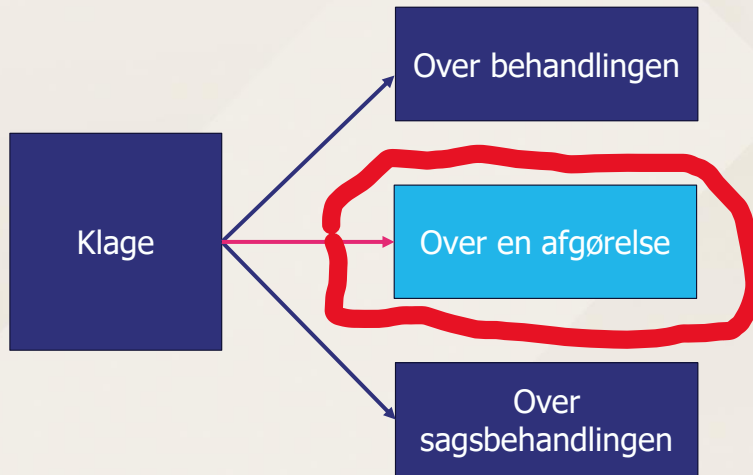 Over behandlingen
Klage
Over en afgørelse
Over
sagsbehandlingen